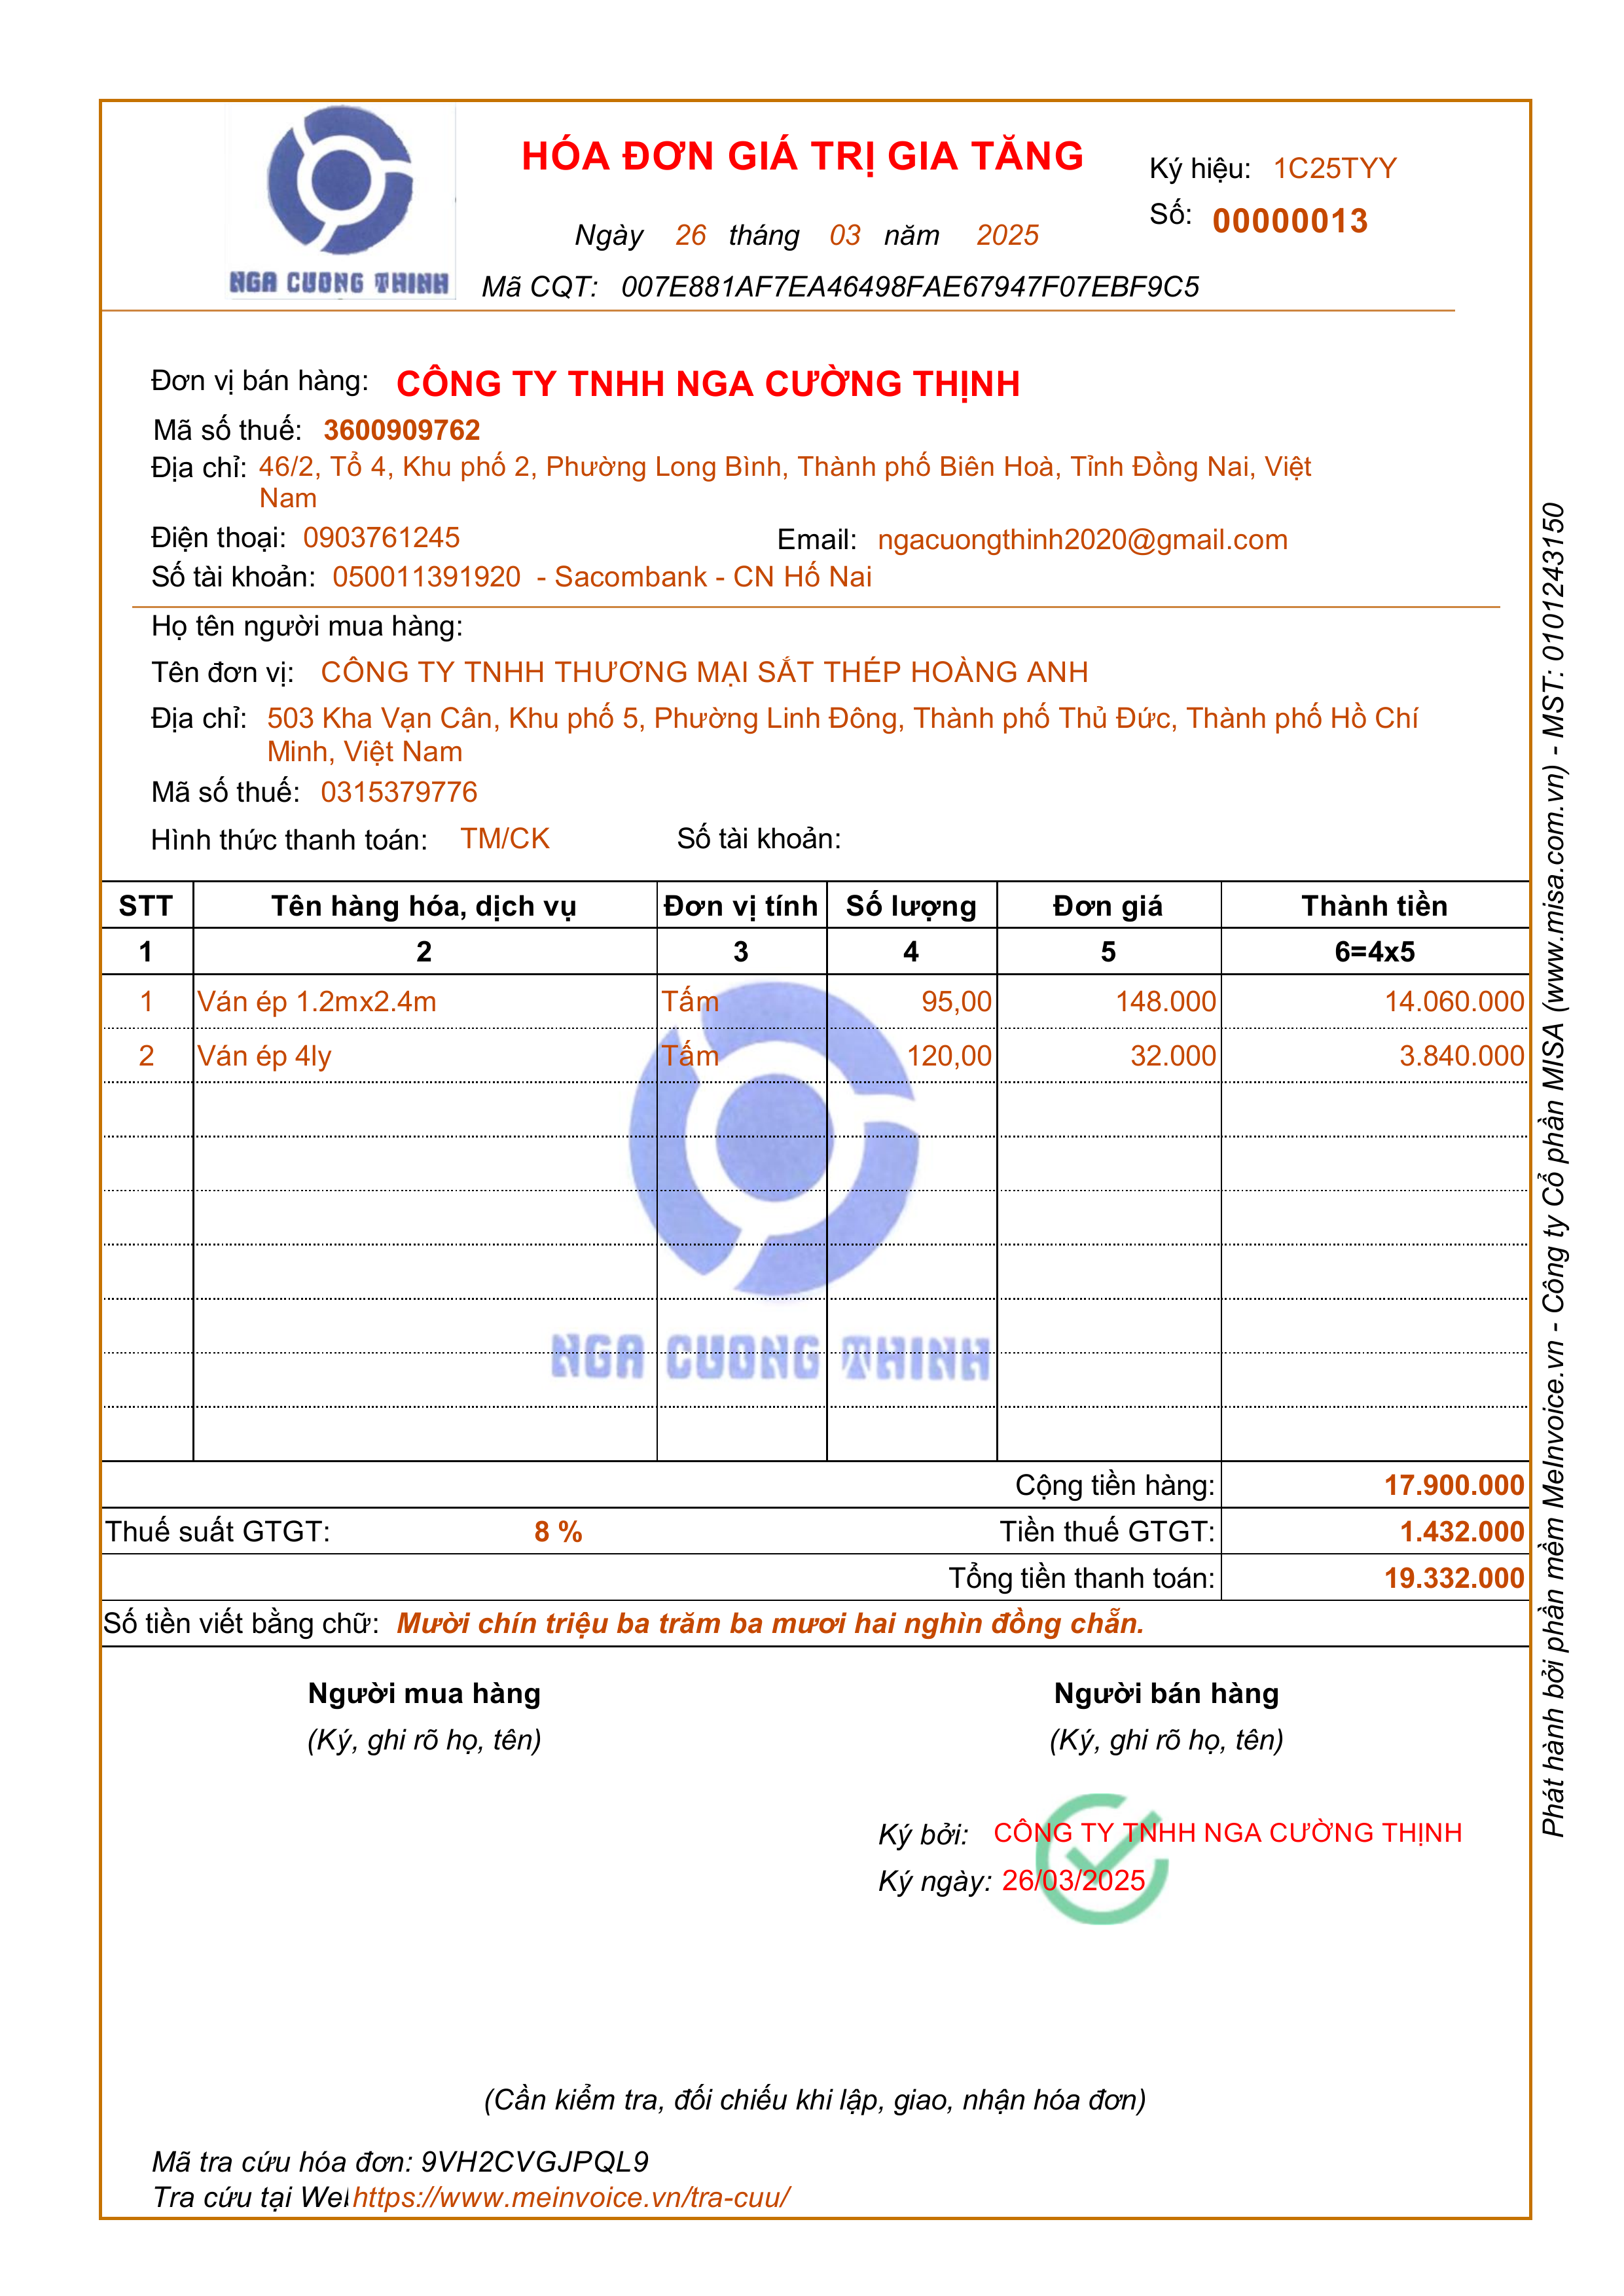 NGA CUONG THINH
HÓA ĐƠN GIÁ TRỊ GIA TĂNG
Ký hiệu: 1C25TYY
Số: 00000013
Ngày 26 tháng 03 năm 2025
Mã CQT: 007E881AF7EA46498FAE67947F07EBF9C5
Đơn vị bán hàng: CÔNG TY TNHH NGA CƯỜNG THỊNH
Mã số thuế: 3600909762
Địa chỉ: 46/2, Tổ 4, Khu phố 2, Phường Long Bình, Thành phố Biên Hoà, Tỉnh Đồng Nai, Việt
Nam
Điện thoại: 0903761245 Email: ngacuongthinh2020@gmail.com
Số tài khoản: 050011391920 - Sacombank - CN Hố Nai
Họ tên người mua hàng:
Tên đơn vị: CÔNG TY TNHH THƯƠNG MẠI SẮT THÉP HOÀNG ANH
Địa chỉ: 503 Kha Vạn Cân, Khu phố 5, Phường Linh Đông, Thành phố Thủ Đức, Thành phố Hồ Chí
Minh, Việt Nam
Mã số thuế: 0315379776
Hình thức thanh toán: TM/CK Số tài khoản:
STT Tên hàng hóa, dịch vụ Đơn vị tính Số lượng Đơn giá Thành tiền
1 2 3 4 5 6=4x5
1 Ván ép 1.2mx2.4m Tấm 95,00 148.000 14.060.000
2 Ván ép 4ly Tấm 120,00 32.000 3.840.000
NGA CUONG THINH
Cộng tiền hàng: 17.900.000
Thuế suất GTGT: 8 % Tiền thuế GTGT: 1.432.000
Tổng tiền thanh toán: 19.332.000
Số tiền viết bằng chữ: Mười chín triệu ba trăm ba mươi hai nghìn đồng chẵn.
Người mua hàng Người bán hàng
(Ký, ghi rõ họ, tên) (Ký, ghi rõ họ, tên)
Ký bởi: CÔNG TY TNHH NGA CƯỜNG THỊNH
Ký ngày: 26/03/2025
(Cần kiểm tra, đối chiếu khi lập, giao, nhận hóa đơn)
Mã tra cứu hóa đơn: 9VH2CVGJPQL9
Tra cứu tại We https://www.meinvoice.vn/tra-cuu/
Phát hành bởi phần mềm MeInvoice.vn - Công ty Cổ phần MISA (www.misa.com.vn) - MST: 0101243150